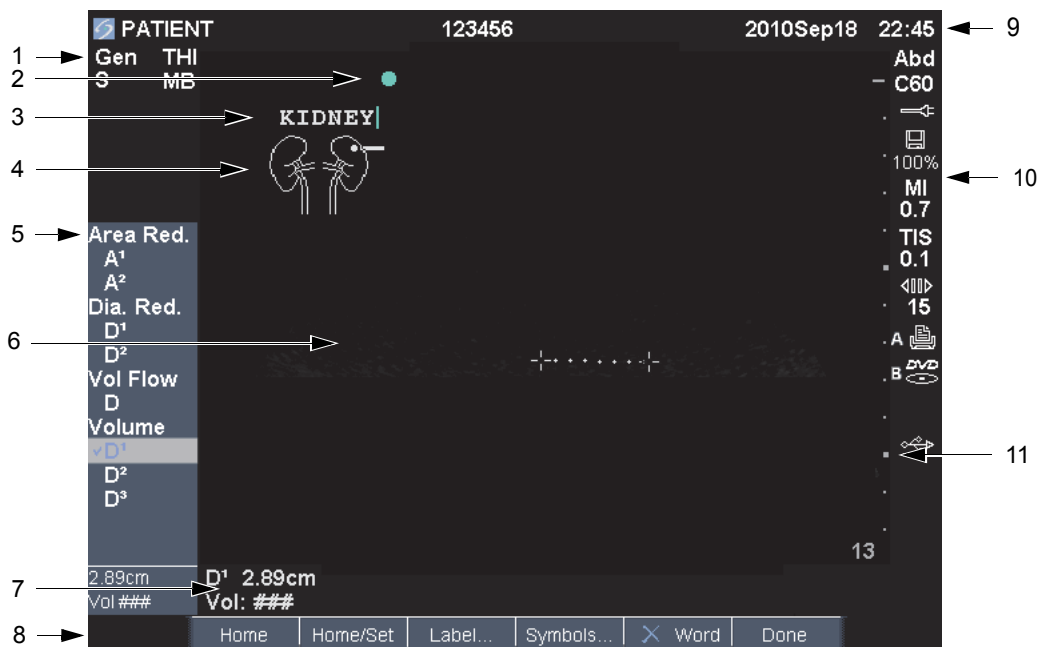 PATIENT 123456 2010Sep18 22:45 9
1 Gen THI Abd
2 S MB C60
3 KIDNEY
4 100% 10
MI
0.7
5 Area Red. TIS
A¹ 0.1
A²
Dia. Red. 15
D¹
6 D² A
Vol Flow B DVD
D
Volume
✓D¹ 11
D²
D³
13
2.89cm D¹ 2.89cm
7
Vol ### Vol: ###
8 Home Home/Set Label... Symbols... X Word Done